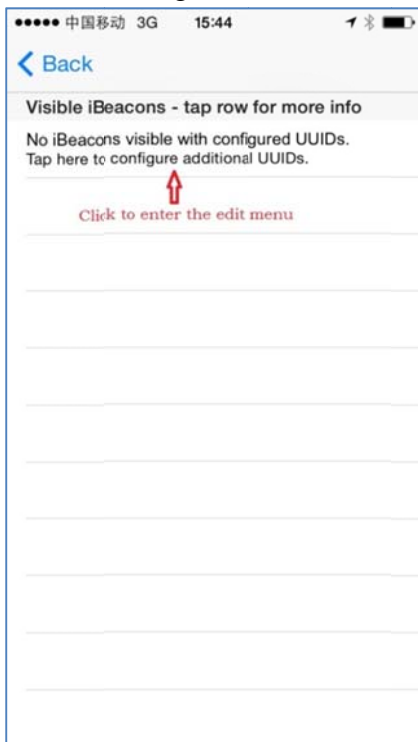 中国移动 3G 15:44
Back
Visible iBeacons - tap row for more info
No iBeacons visible with configured UUIDs.
Tap here to configure additional UUIDs.
Click to enter the edit menu